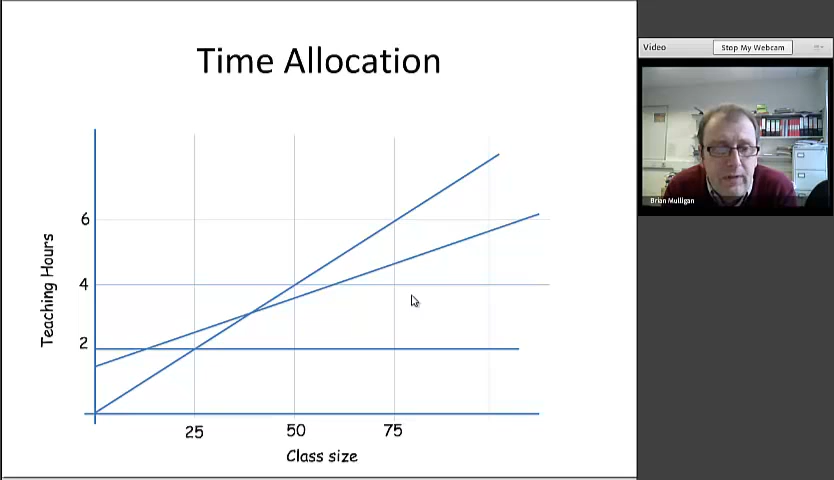 Time Allocation
Video
Stop My Webcam
Brian Mulligan
6
4
2
Teaching Hours
25
50
75
Class size